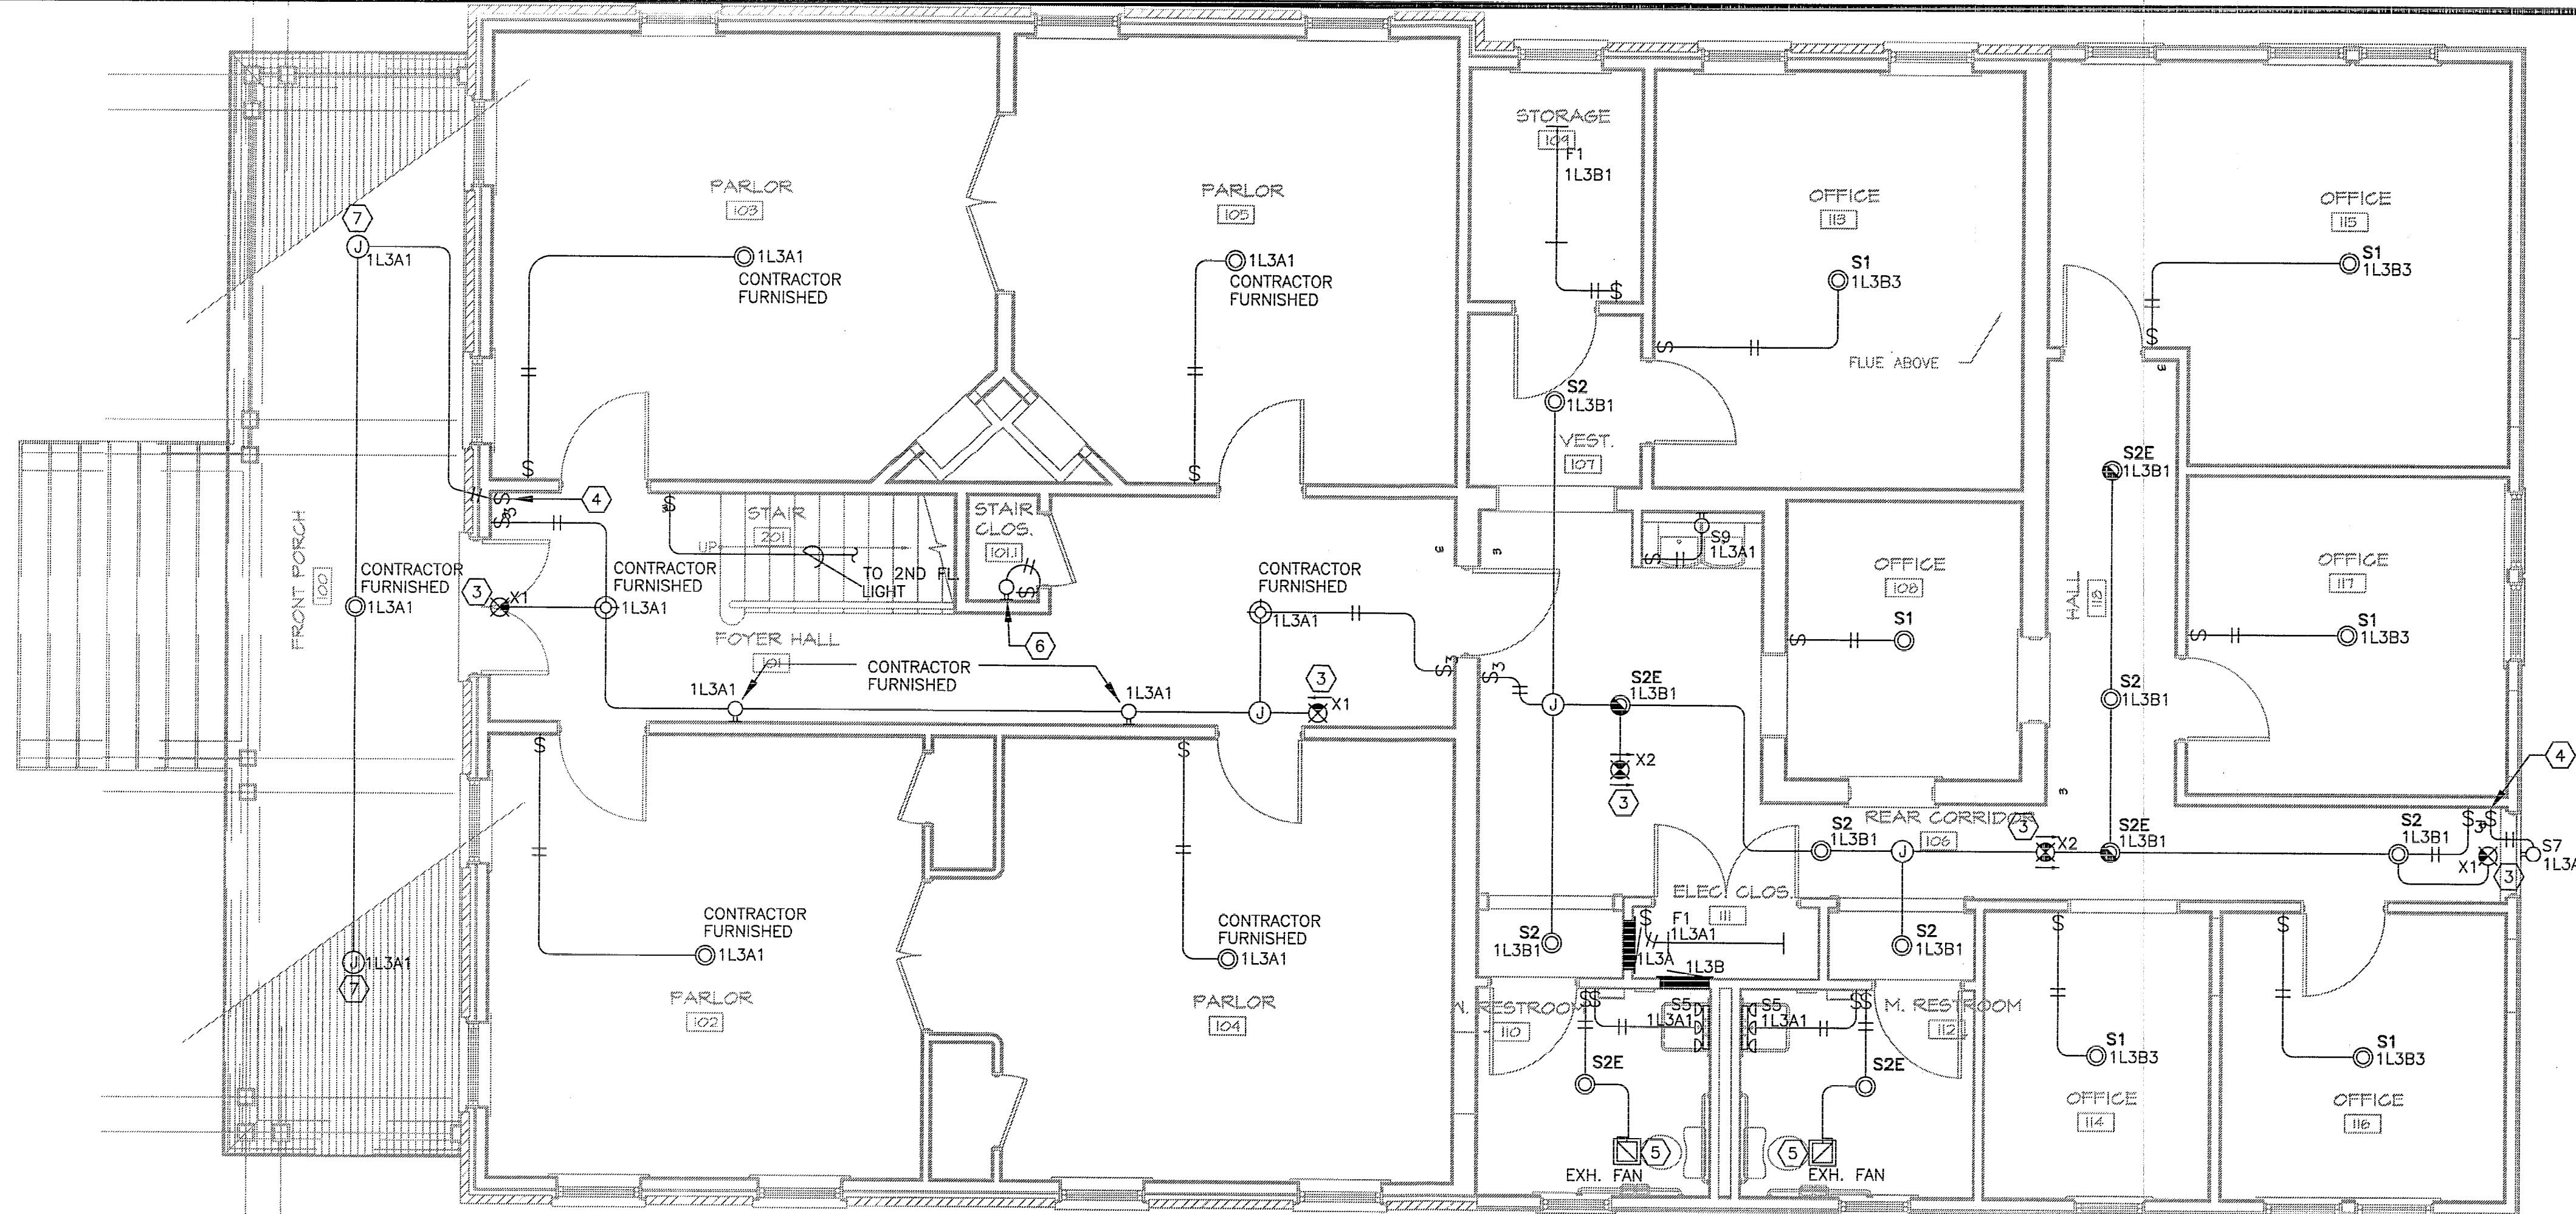 PARLOR
103
1L3A1
CONTRACTOR
FURNISHED
PARLOR
105
1L3A1
CONTRACTOR
FURNISHED
STORAGE
109
F1
1L3B1
OFFICE
113
S1
1L3B3
FLUE ABOVE
OFFICE
115
S1
1L3B3
7
J
1L3A1
S2
1L3B1
VEST.
107
S2E
1L3B1
4
STAIR
201
UP
TO 2ND FL.
LIGHT
STAIR
CLOS.
101.1
6
S9
1L3A1
OFFICE
108
S1
HALL
118
OFFICE
117
S1
1L3B3
FRONT PORCH
100
CONTRACTOR
FURNISHED
1L3A1
3
X1
CONTRACTOR
FURNISHED
1L3A1
FOYER HALL
101
CONTRACTOR
FURNISHED
1L3A1
1L3A1
CONTRACTOR
FURNISHED
1L3A1
J
3
X1
J
S2E
1L3B1
X2
3
S2
1L3B1
4
REAR CORRIDOR
106
S2
1L3B1
J
3
X2
S2E
1L3B1
S2
1L3B1
X1
3
S7
1L3A
J
1L3A1
7
CONTRACTOR
FURNISHED
1L3A1
PARLOR
102
CONTRACTOR
FURNISHED
1L3A1
PARLOR
104
S2
1L3B1
ELEC. CLOS.
111
F1
1L3A1
1L3A
1L3B
S2
1L3B1
W. RESTROOM
110
S5
1L3A1
S2E
5
EXH. FAN
S5
1L3A1
M. RESTROOM
112
S2E
5
EXH. FAN
S1
1L3B3
OFFICE
114
S1
1L3B3
OFFICE
116